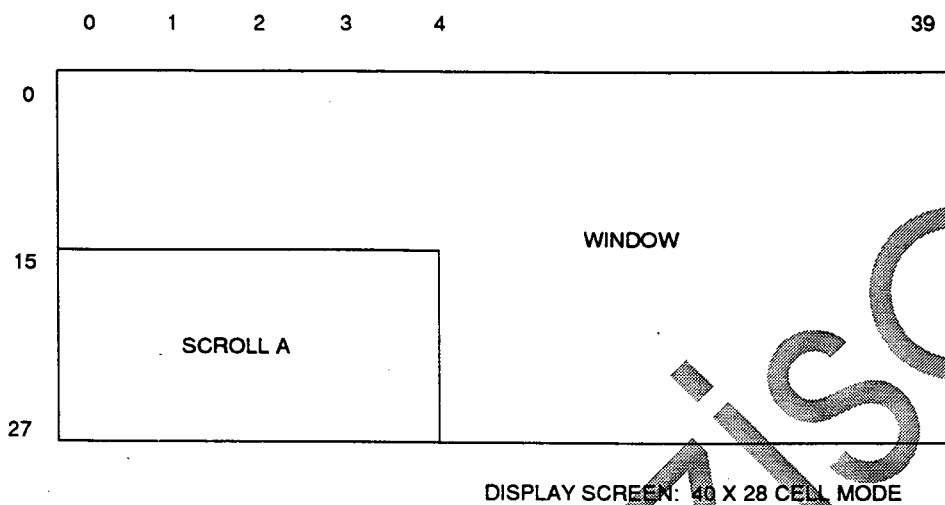 0 1 2 3 4 39
0
WINDOW
15
SCROLL A
27
DISPLAY SCREEN: 40 X 28 CELL MODE